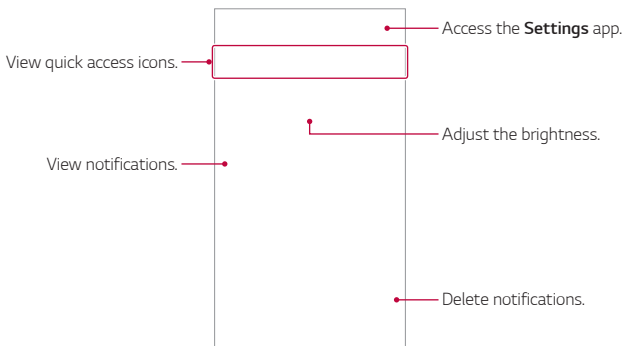 Access the Settings app.
View quick access icons.
Adjust the brightness.
View notifications.
Delete notifications.